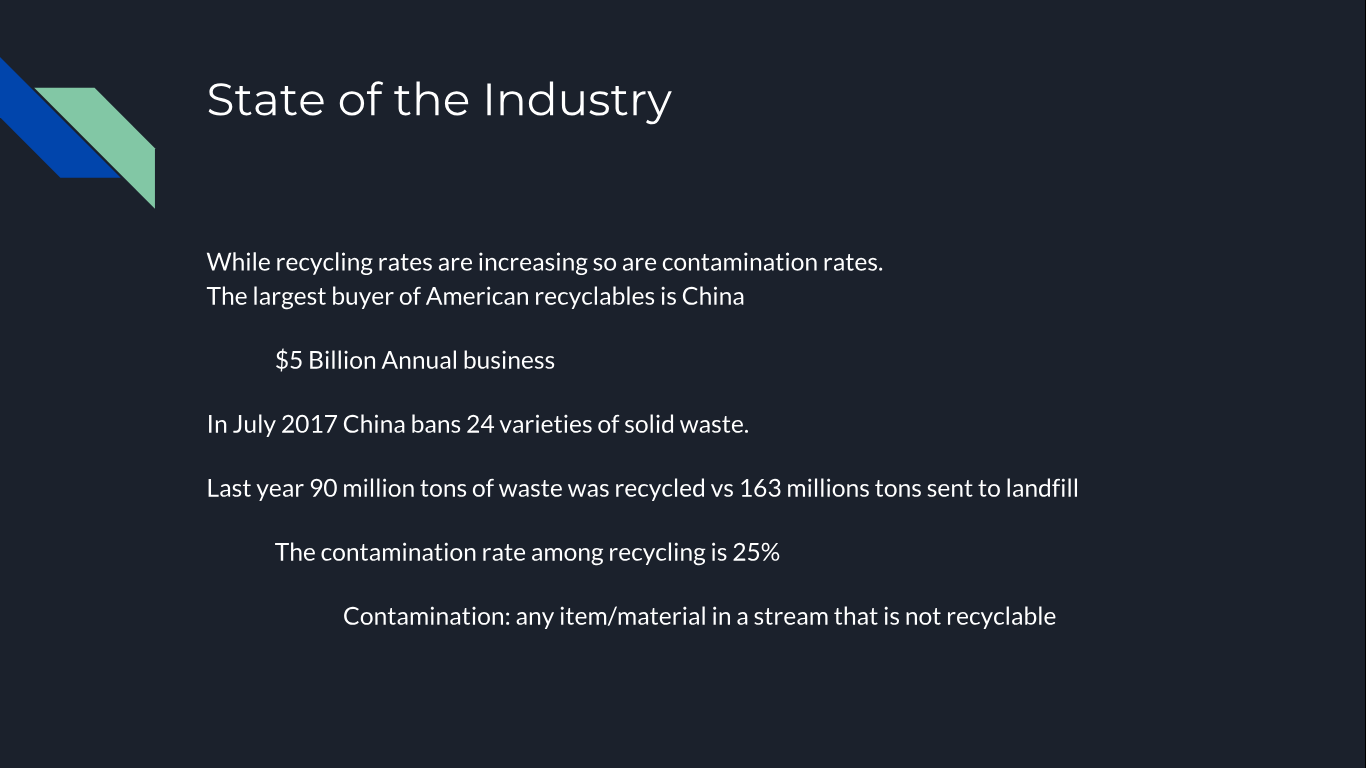 State of the Industry
While recycling rates are increasing so are contamination rates.
The largest buyer of American recyclables is China
$5 Billion Annual business
In July 2017 China bans 24 varieties of solid waste.
Last year 90 million tons of waste was recycled vs 163 millions tons sent to landfill
The contamination rate among recycling is 25%
Contamination: any item/material in a stream that is not recyclable